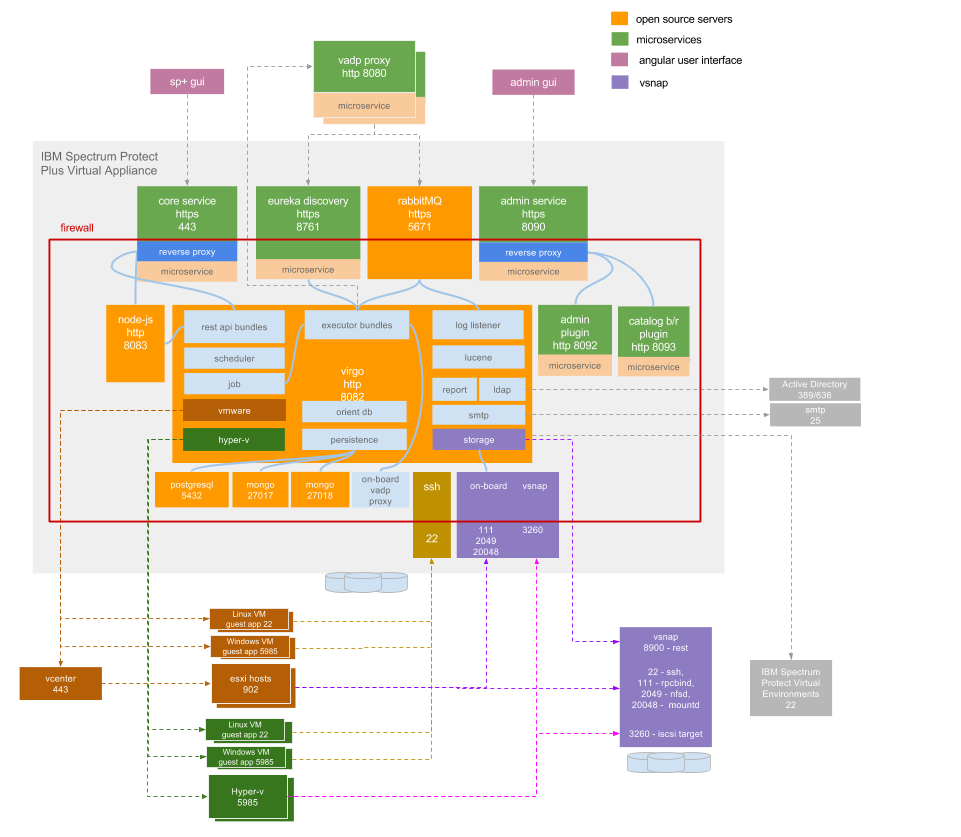 open source servers
microservices
angular user interface
vsnap
vadp proxy
http 8080
microservice
sp+ gui
admin gui
IBM Spectrum Protect
Plus Virtual Appliance
core service
https
443
eureka discovery
https
8761
rabbitMQ
https
5671
admin service
https
8090
firewall
reverse proxy
microservice
microservice
reverse proxy
microservice
node-js
http
8083
rest api bundles
scheduler
job
vmware
hyper-v
executor bundles
virgo
http
8082
orient db
persistence
log listener
lucene
report
ldap
smtp
storage
admin
plugin
http 8092
microservice
catalog b/r
plugin
http 8093
microservice
Active Directory
389/636
smtp
25
postgresql
5432
mongo
27017
mongo
27018
on-board
vadp
proxy
ssh
22
on-board
vsnap
111
2049
20048
3260
Linux VM
guest app 22
Windows VM
guest app 5985
vcenter
443
esxi hosts
902
Linux VM
guest app 22
Windows VM
guest app 5985
Hyper-v
5985
vsnap
8900 - rest
22 - ssh,
111 - rpcbind,
2049 - nfsd,
20048 - mountd
3260 - iscsi target
IBM Spectrum
Protect Virtual
Environments
22